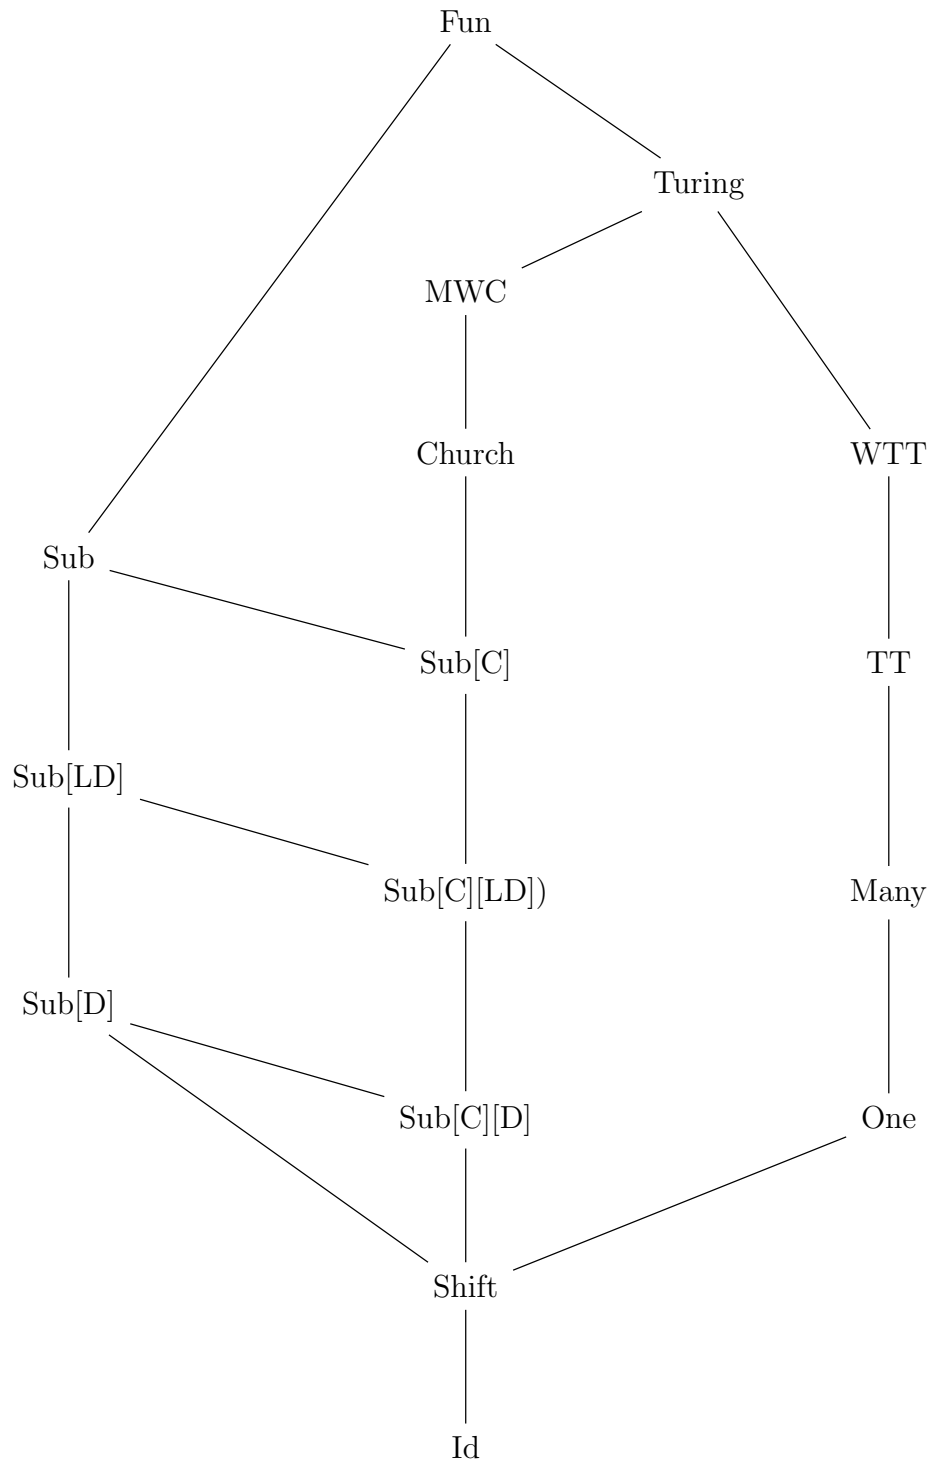 Fun
Turing
MWC
Church
WTT
Sub
Sub[C]
TT
Sub[LD]
Sub[C][LD])
Many
Sub[D]
Sub[C][D]
One
Shift
Id